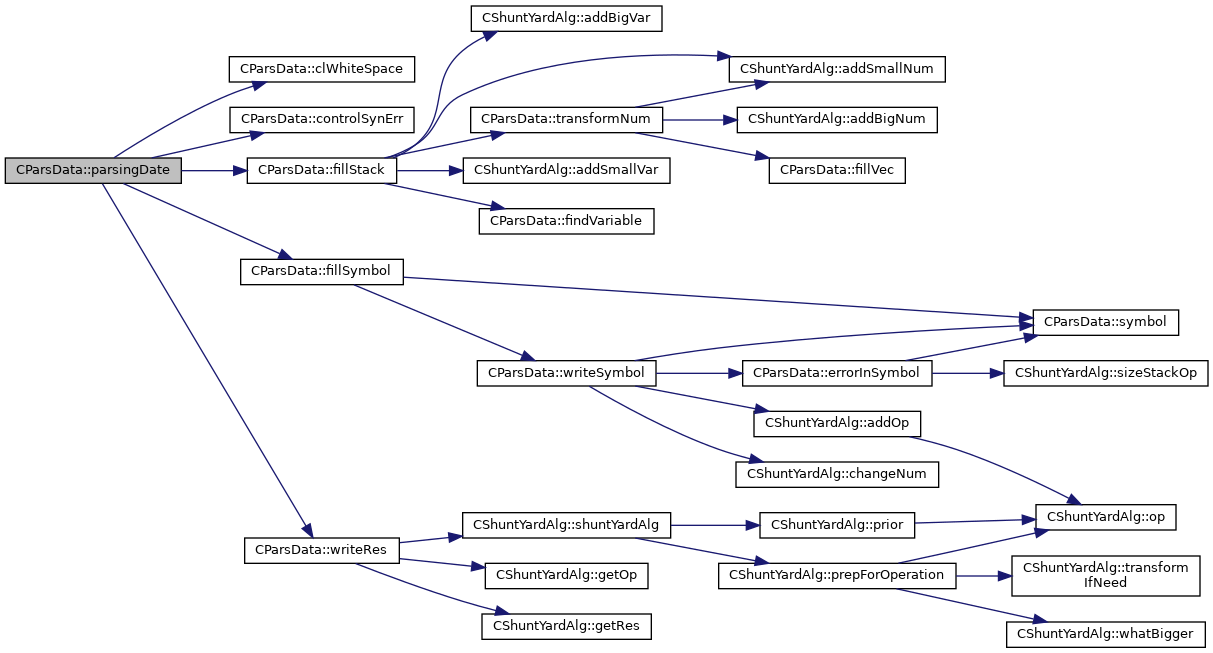 CShuntYardAlg::addBigVar
CParsData::clWhiteSpace
CShuntYardAlg::addSmallNum
CParsData::controlSynErr
CParsData::transformNum
CShuntYardAlg::addBigNum
CParsData::parsingDate
CParsData::fillStack
CShuntYardAlg::addSmallVar
CParsData::fillVec
CParsData::findVariable
CParsData::fillSymbol
CParsData::symbol
CParsData::writeSymbol
CParsData::errorInSymbol
CShuntYardAlg::sizeStackOp
CShuntYardAlg::addOp
CShuntYardAlg::changeNum
CShuntYardAlg::op
CParsData::writeRes
CShuntYardAlg::shuntYardAlg
CShuntYardAlg::prior
CShuntYardAlg::getOp
CShuntYardAlg::prepForOperation
CShuntYardAlg::transform
IfNeed
CShuntYardAlg::getRes
CShuntYardAlg::whatBigger